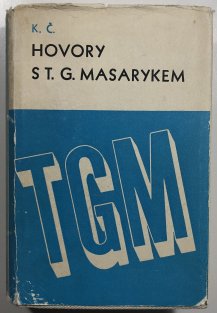 K. Č.
HOVORY
S T. G. MASARYKEM
TGM